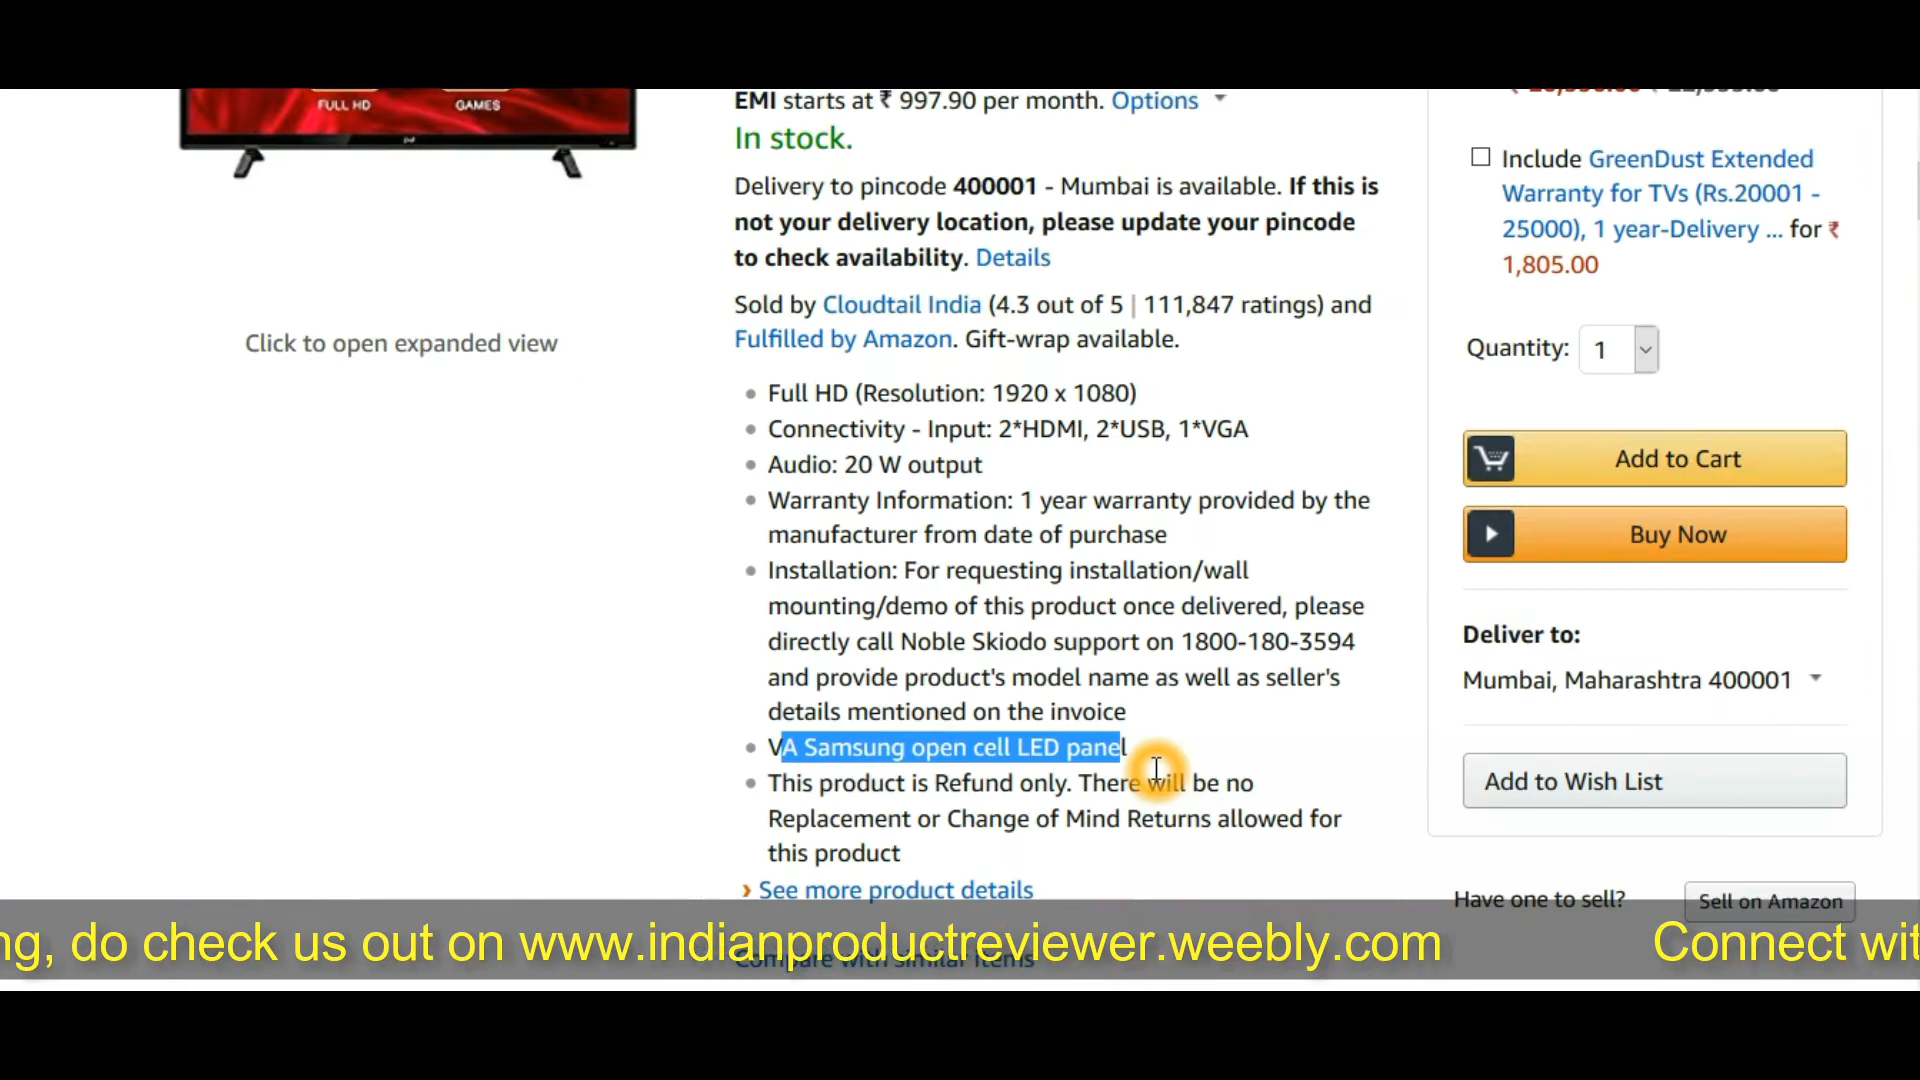 FULL HD
GAMES
EMI starts at ₹ 997.90 per month. Options
In stock.
Delivery to pincode 400001 - Mumbai is available. If this is
not your delivery location, please update your pincode
to check availability. Details
Sold by Cloudtail India (4.3 out of 5 | 111,847 ratings) and
Fulfilled by Amazon. Gift-wrap available.
Click to open expanded view
• Full HD (Resolution: 1920 x 1080)
• Connectivity - Input: 2*HDMI, 2*USB, 1*VGA
• Audio: 20 W output
• Warranty Information: 1 year warranty provided by the
manufacturer from date of purchase
• Installation: For requesting installation/wall
mounting/demo of this product once delivered, please
directly call Noble Skiodo support on 1800-180-3594
and provide product's model name as well as seller's
details mentioned on the invoice
• VA Samsung open cell LED panel
• This product is Refund only. There will be no
Replacement or Change of Mind Returns allowed for
this product
› See more product details
Compare with similar items
Include GreenDust Extended
Warranty for TVs (Rs.20001 -
25000), 1 year-Delivery ... for ₹
1,805.00
Quantity: 1
Add to Cart
Buy Now
Deliver to:
Mumbai, Maharashtra 400001
Add to Wish List
Have one to sell? Sell on Amazon
ng, do check us out on www.indianproductreviewer.weebly.com
Connect wit